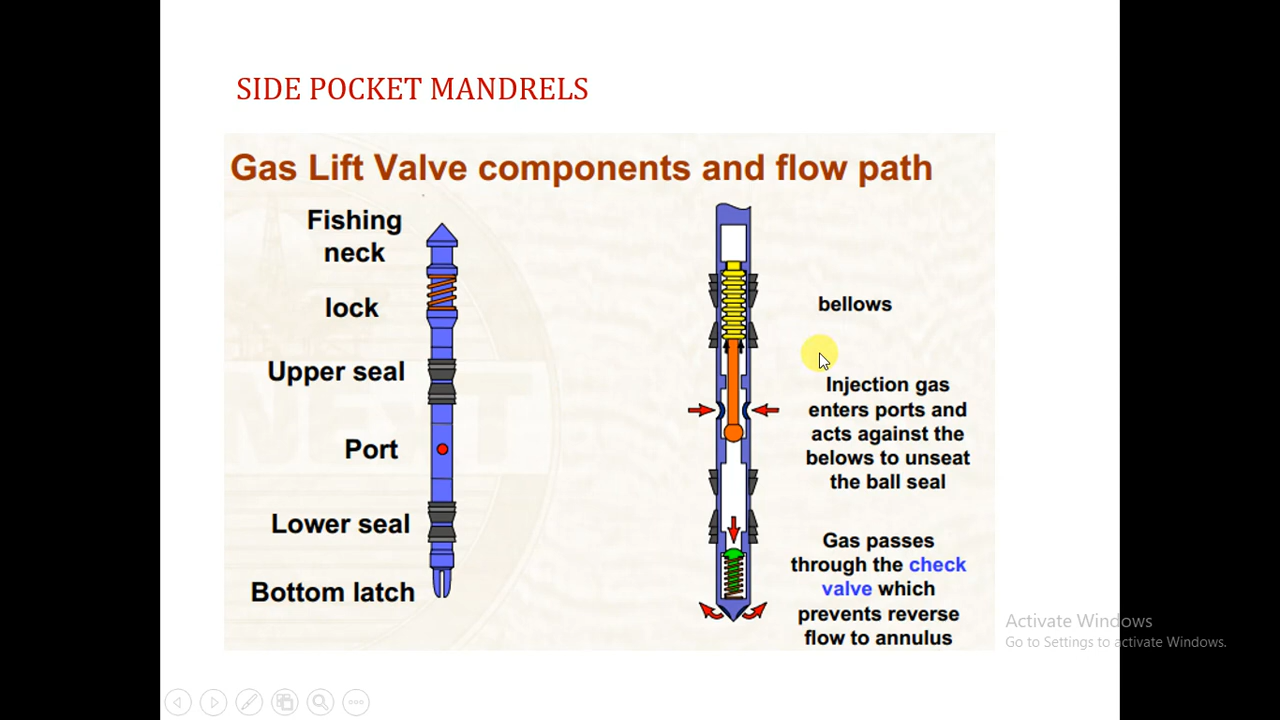 SIDE POCKET MANDRELS
Gas Lift Valve components and flow path
Fishing
neck
lock
Upper seal
Port
Lower seal
Bottom latch
bellows
Injection gas
enters ports and
acts against the
belows to unseat
the ball seal
Gas passes
through the check
valve which
prevents reverse
flow to annulus
Activate Windows
Go to Settings to activate Windows.